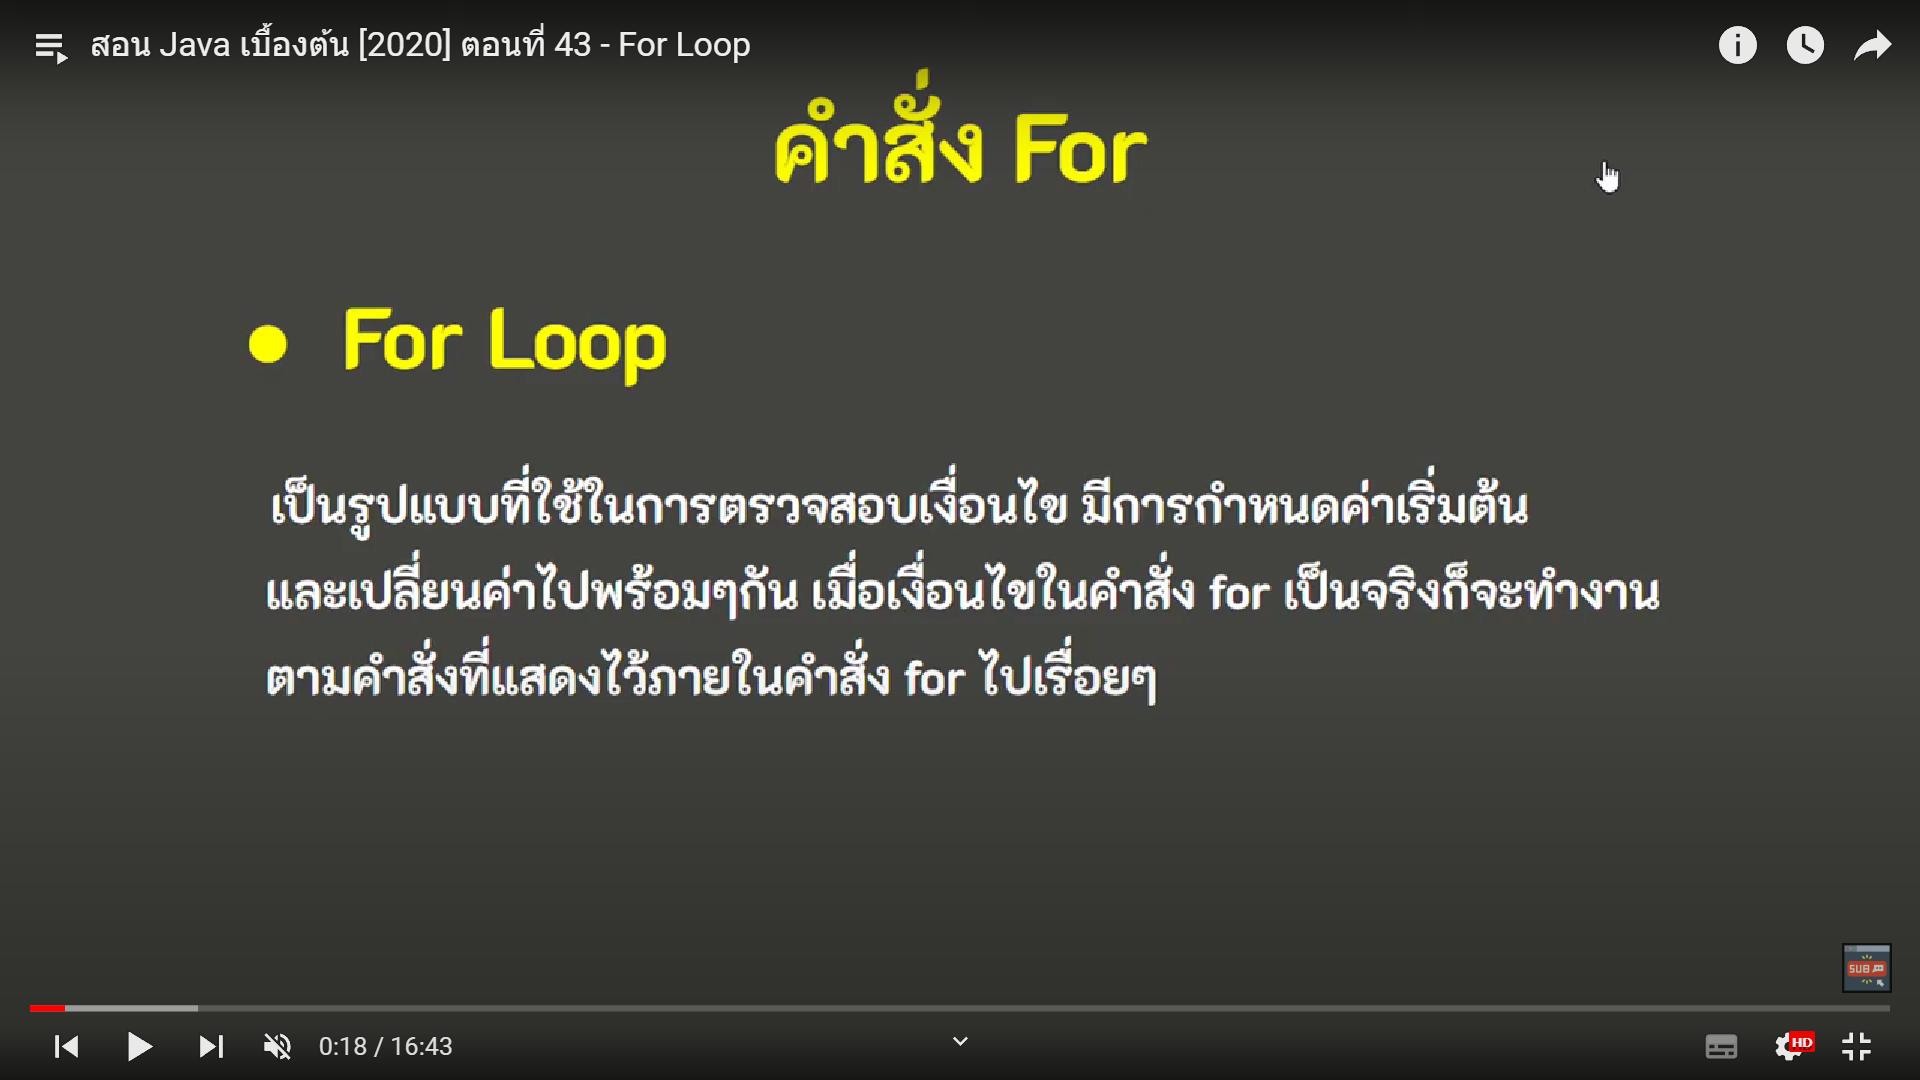 สอน Java เบื้องต้น [2020] ตอนที่ 43 - For Loop
คำสั่ง For
● For Loop
เป็นรูปแบบที่ใช้ในการตรวจสอบเงื่อนไข มีการกำหนดค่าเริ่มต้น
และเปลี่ยนค่าไปพร้อมๆกัน เมื่อเงื่อนไขในคำสั่ง for เป็นจริงก็จะทำงาน
ตามคำสั่งที่แสดงไว้ภายในคำสั่ง for ไปเรื่อยๆ
SUB
0:18 / 16:43
HD